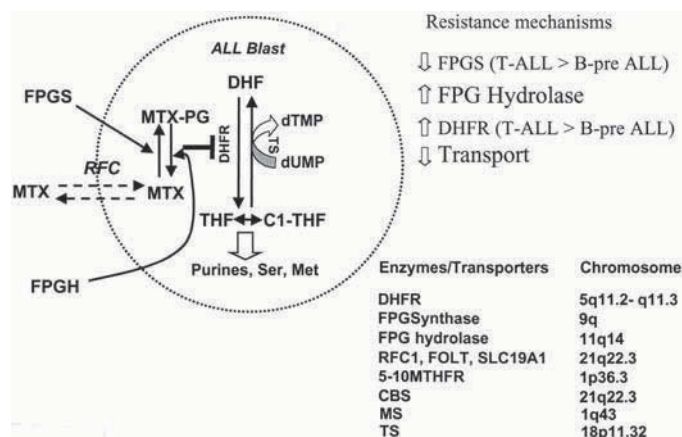 Resistance mechanisms
⇩ FPGS (T-ALL > B-pre ALL)
⇧ FPG Hydrolase
⇧ DHFR (T-ALL > B-pre ALL)
⇩ Transport
ALL Blast
DHF
FPGS
MTX-PG
DHFR
TS
dTMP
dUMP
RFC
MTX
MTX
THF
C1-THF
Purines, Ser, Met
FPGH
Enzymes/Transporters Chromosome
DHFR 5q11.2- q11.3
FPGSynthase 9q
FPG hydrolase 11q14
RFC1, FOLT, SLC19A1 21q22.3
5-10MTHFR 1p36.3
CBS 21q22.3
MS 1q43
TS 18p11.32